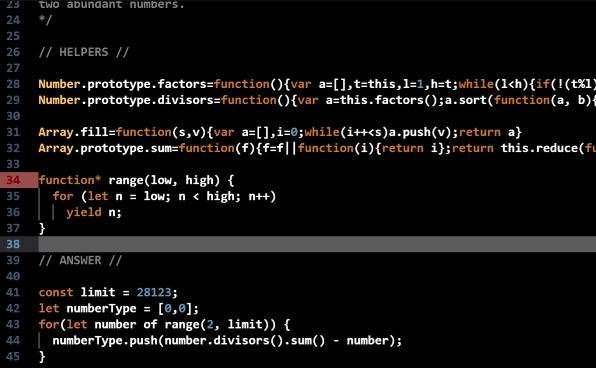 23 two abundant numbers.
24 */
25
26 // HELPERS //
27
28 Number.prototype.factors=function(){var a=[],t=this,l=1,h=t;while(l<h){if(!(t%l)
29 Number.prototype.divisors=function(){var a=this.factors();a.sort(function(a, b){
30
31 Array.fill=function(s,v){var a=[],i=0;while(i++<s)a.push(v);return a}
32 Array.prototype.sum=function(f){f=f||function(i){return i};return this.reduce(fu
33
34 function* range(low, high) {
35 for (let n = low; n < high; n++)
36 yield n;
37 }
38
39 // ANSWER //
40
41 const limit = 28123;
42 let numberType = [0,0];
43 for(let number of range(2, limit)) {
44 numberType.push(number.divisors().sum() - number);
45 }